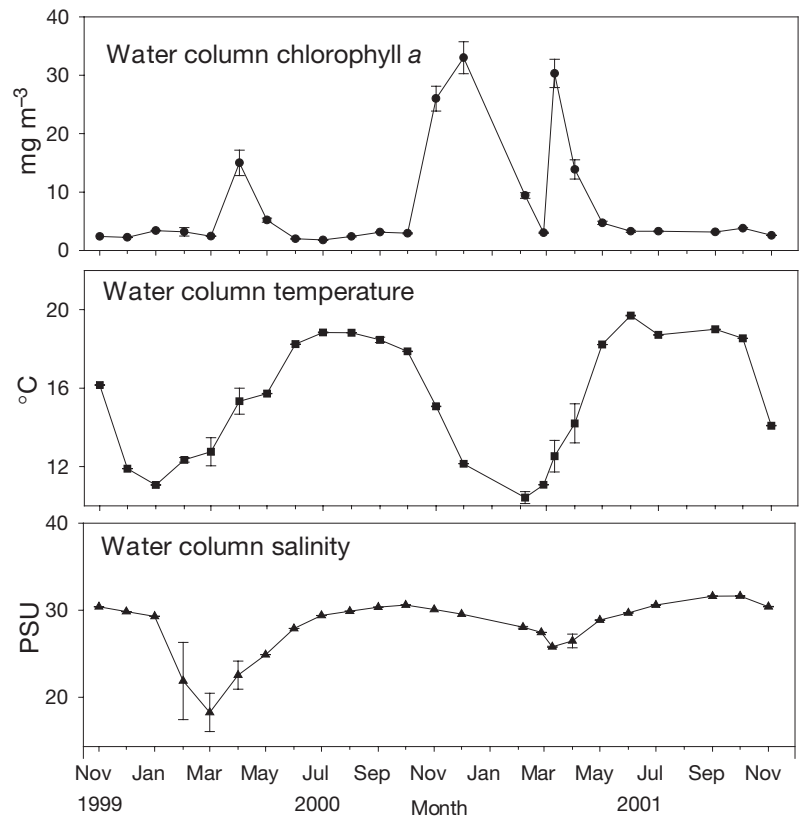 Water column chlorophyll a
mg m–3
40
30
20
10
0
Water column temperature
°C
20
16
12
Water column salinity
PSU
40
30
20
Nov Jan Mar May Jul Sep Nov Jan Mar May Jul Sep Nov
1999 2000 Month 2001